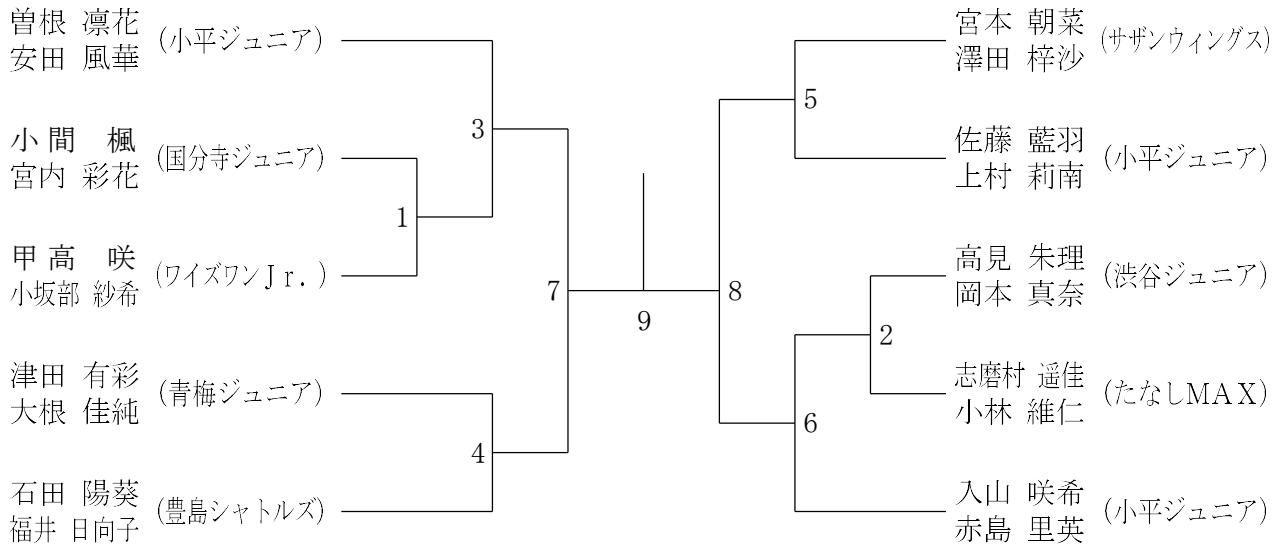 曽根 凛花
安田 風華
(小平ジュニア)
小間 楓
宮内 彩花
(国分寺ジュニア)
甲高 咲
小坂部 紗希
(ワイズワンJr.)
津田 有彩
大根 佳純
(青梅ジュニア)
石田 陽葵
福井 日向子
(豊島シャトルズ)
1
3
4
7
9
8
5
2
6
宮本 朝菜
澤田 梓沙
(サザンウィングス)
佐藤 藍羽
上村 莉南
(小平ジュニア)
高見 朱理
岡本 真奈
(渋谷ジュニア)
志磨村 遥佳
小林 維仁
(たなしMAX)
入山 咲希
赤島 里英
(小平ジュニア)